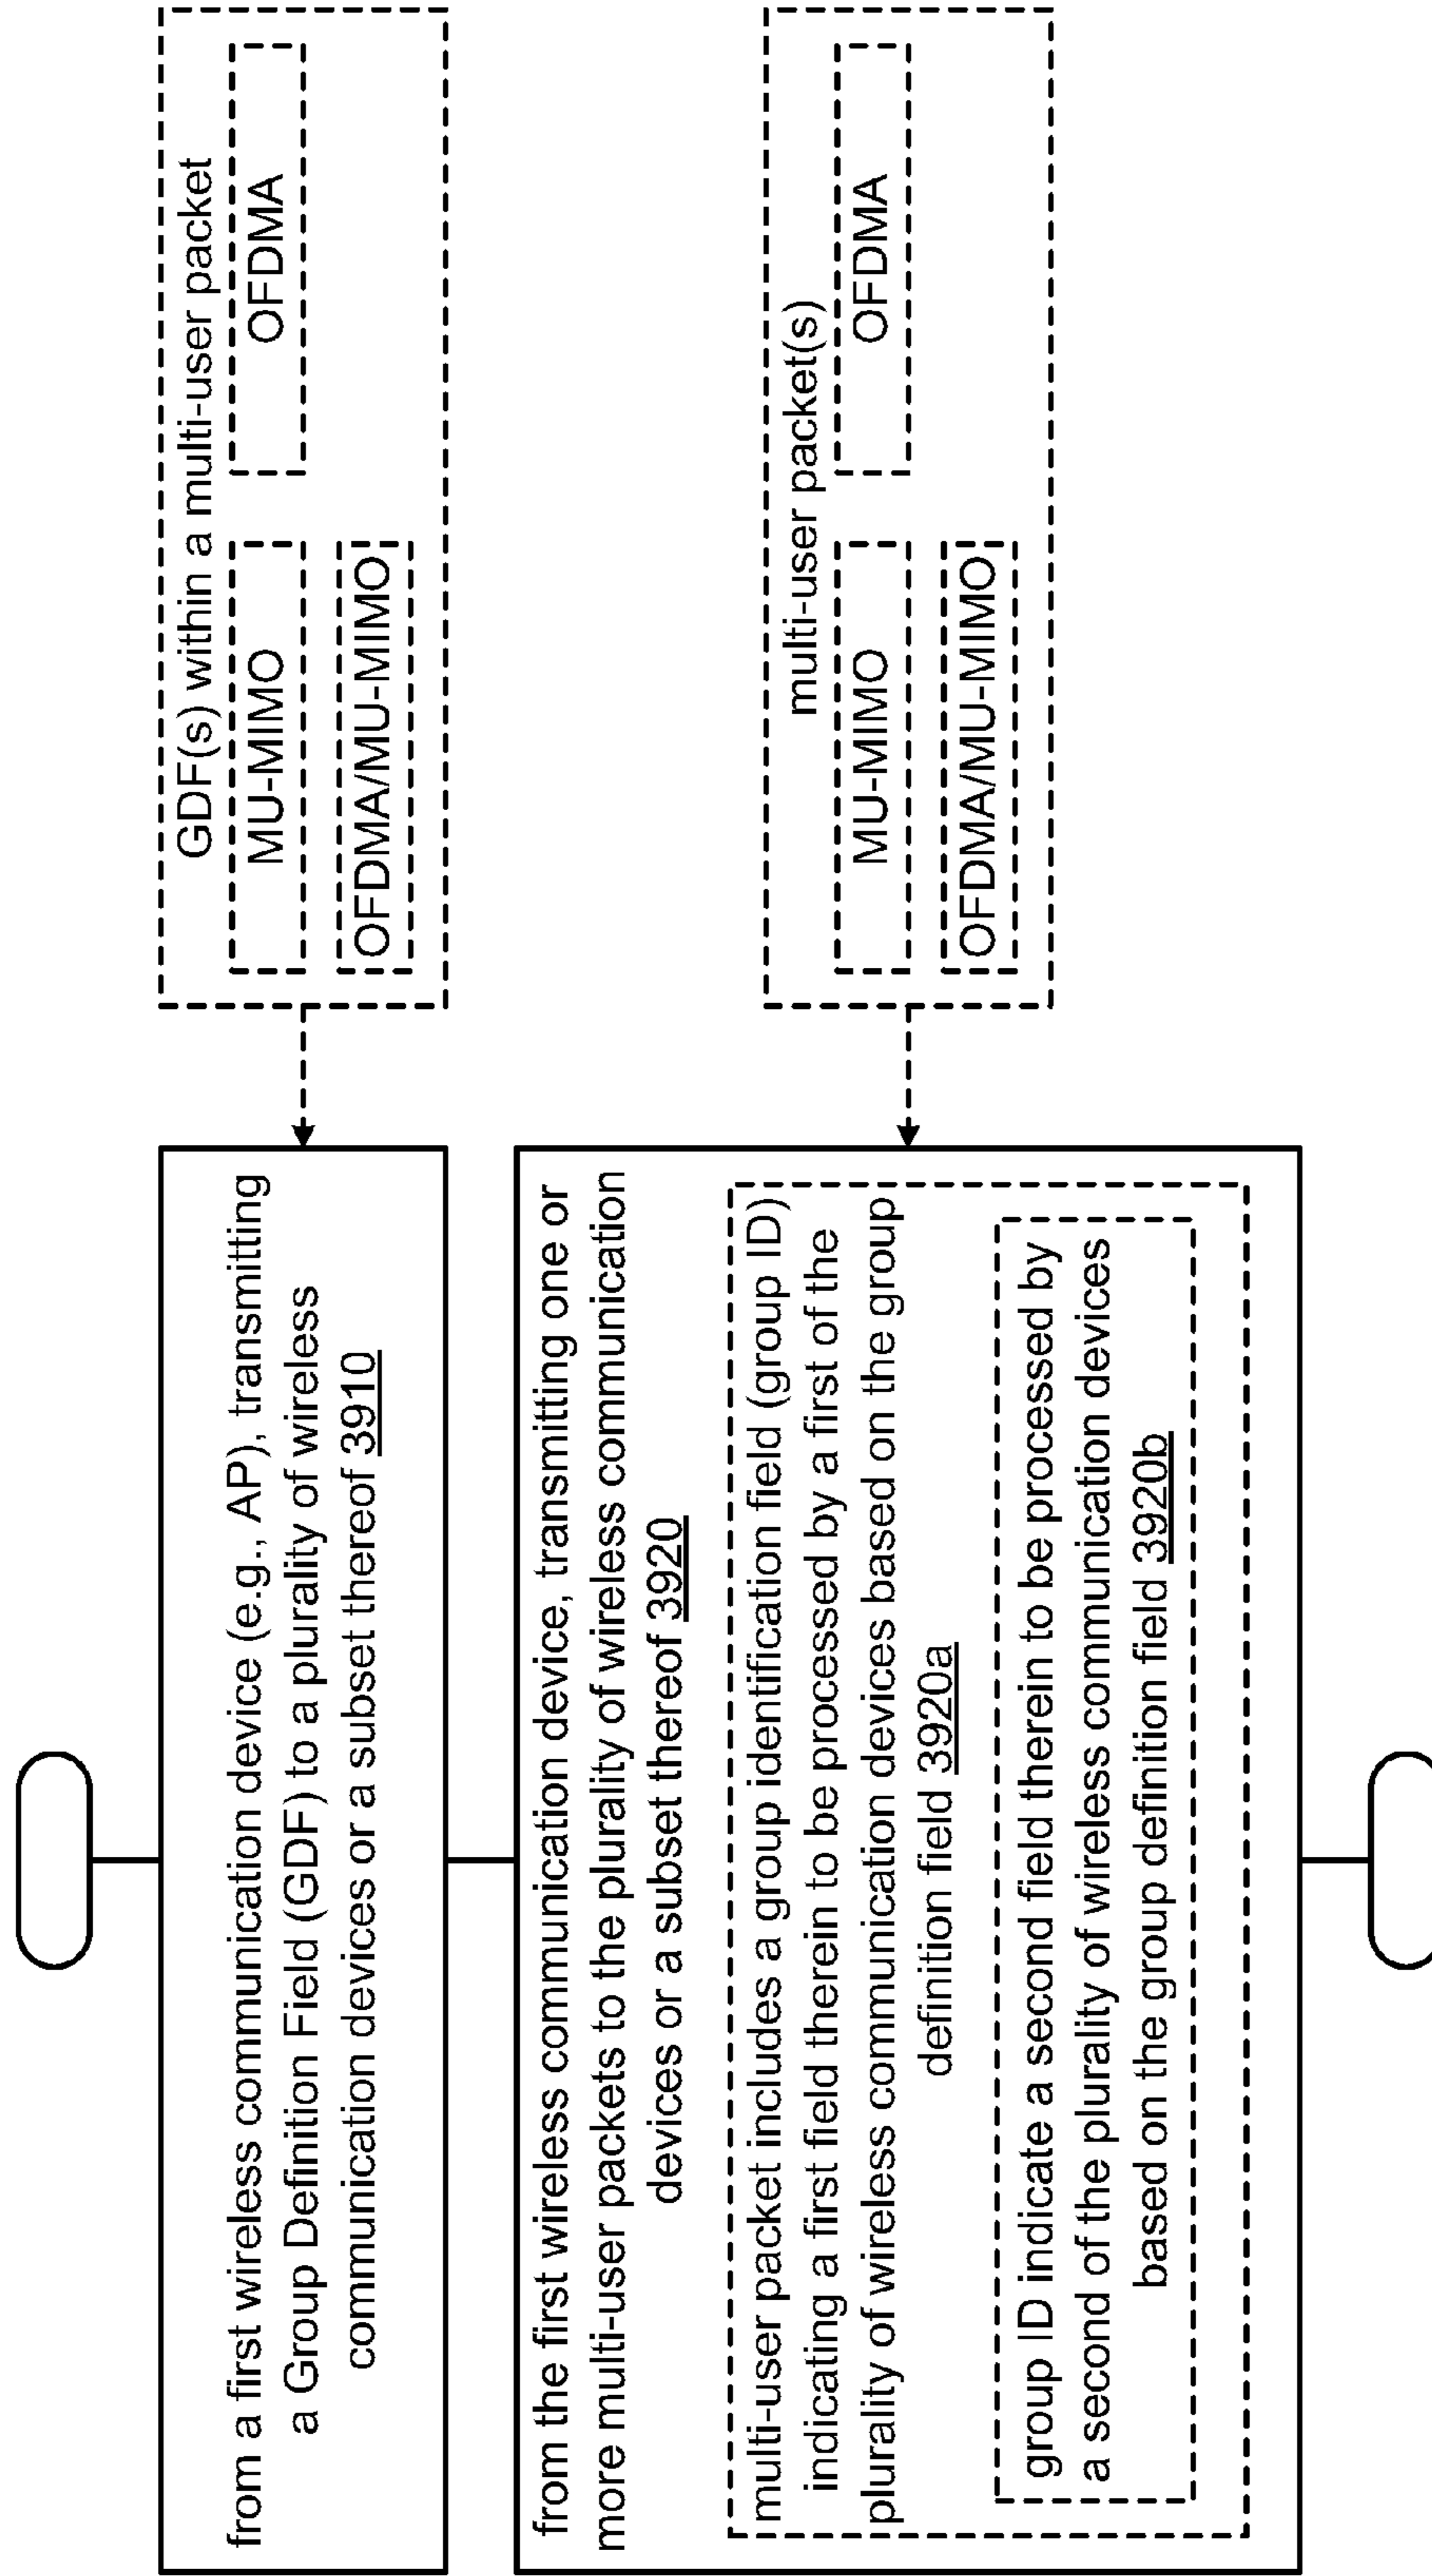 from a first wireless communication device (e.g., AP), transmitting
a Group Definition Field (GDF) to a plurality of wireless
communication devices or a subset thereof 3910
GDF(s) within a multi-user packet
MU-MIMO
OFDMA
OFDMA/MU-MIMO
from the first wireless communication device, transmitting one or
more multi-user packets to the plurality of wireless communication
devices or a subset thereof 3920
multi-user packet includes a group identification field (group ID)
indicating a first field therein to be processed by a first of the
plurality of wireless communication devices based on the group
definition field 3920a
group ID indicate a second field therein to be processed by
a second of the plurality of wireless communication devices
based on the group definition field 3920b
multi-user packet(s)
MU-MIMO
OFDMA
OFDMA/MU-MIMO